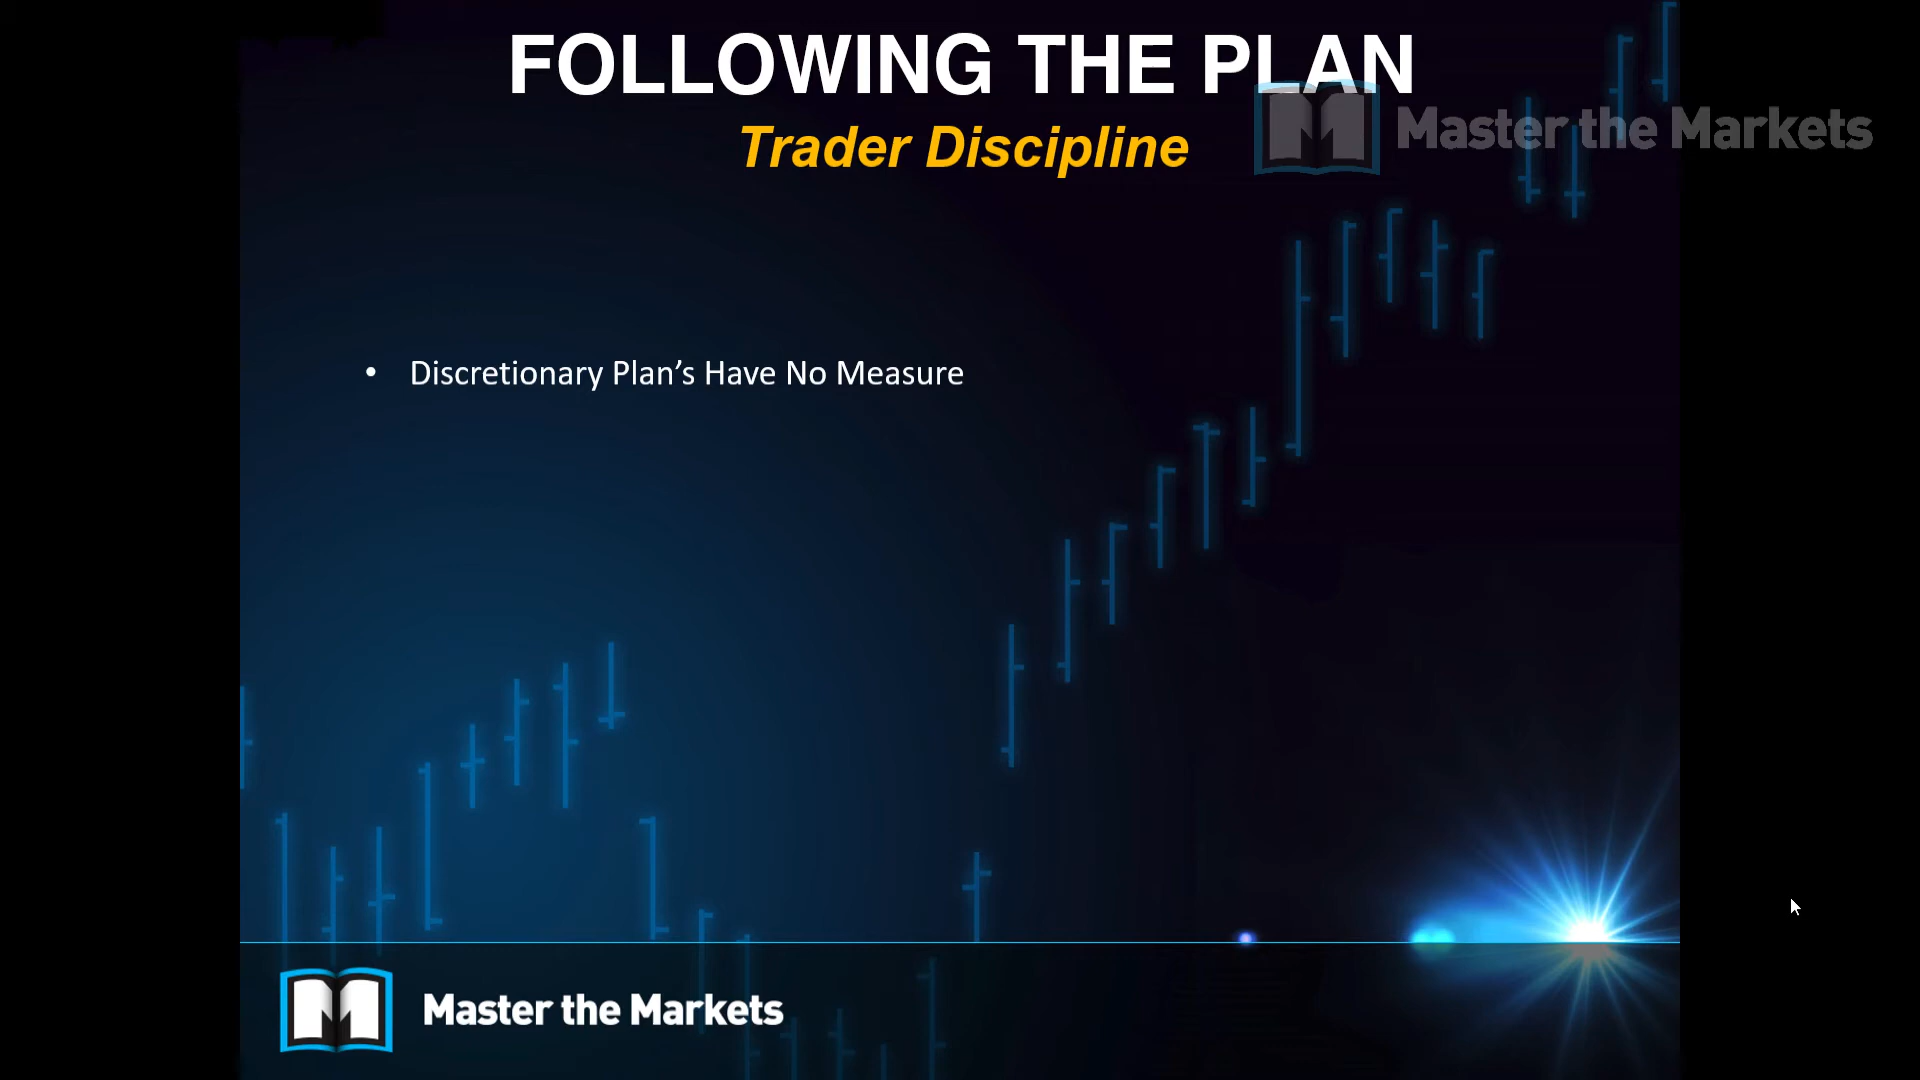 FOLLOWING THE PLAN
Master the Markets
Trader Discipline
• Discretionary Plan’s Have No Measure
Master the Markets